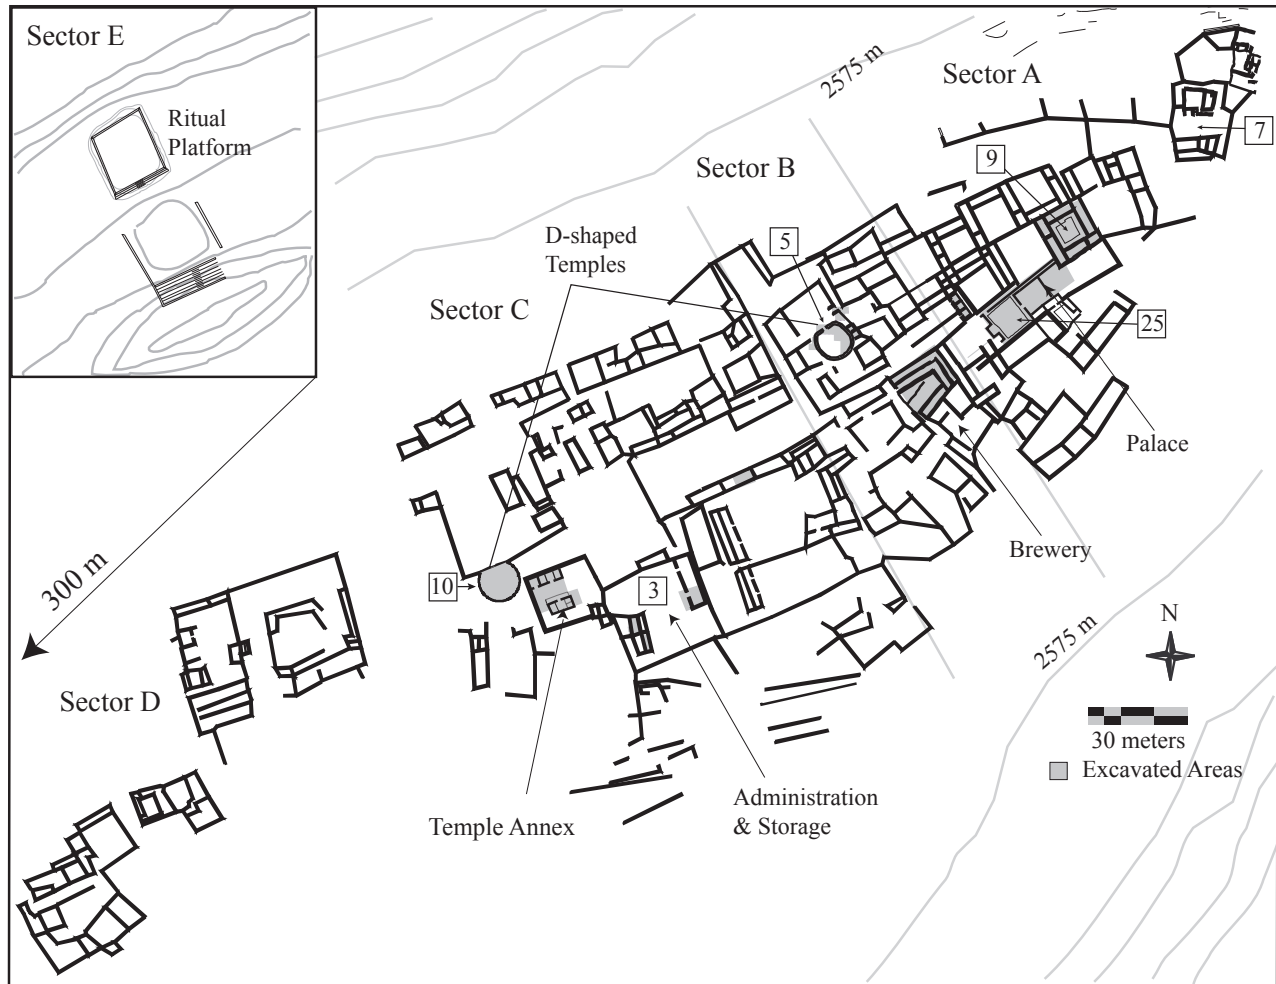 Sector E
Ritual
Platform
2575 m
Sector A
7
9
Sector B
D-shaped
Temples
5
Sector C
25
Palace
Brewery
300 m
10
3
N
2575 m
30 meters
Excavated Areas
Sector D
Administration
& Storage
Temple Annex